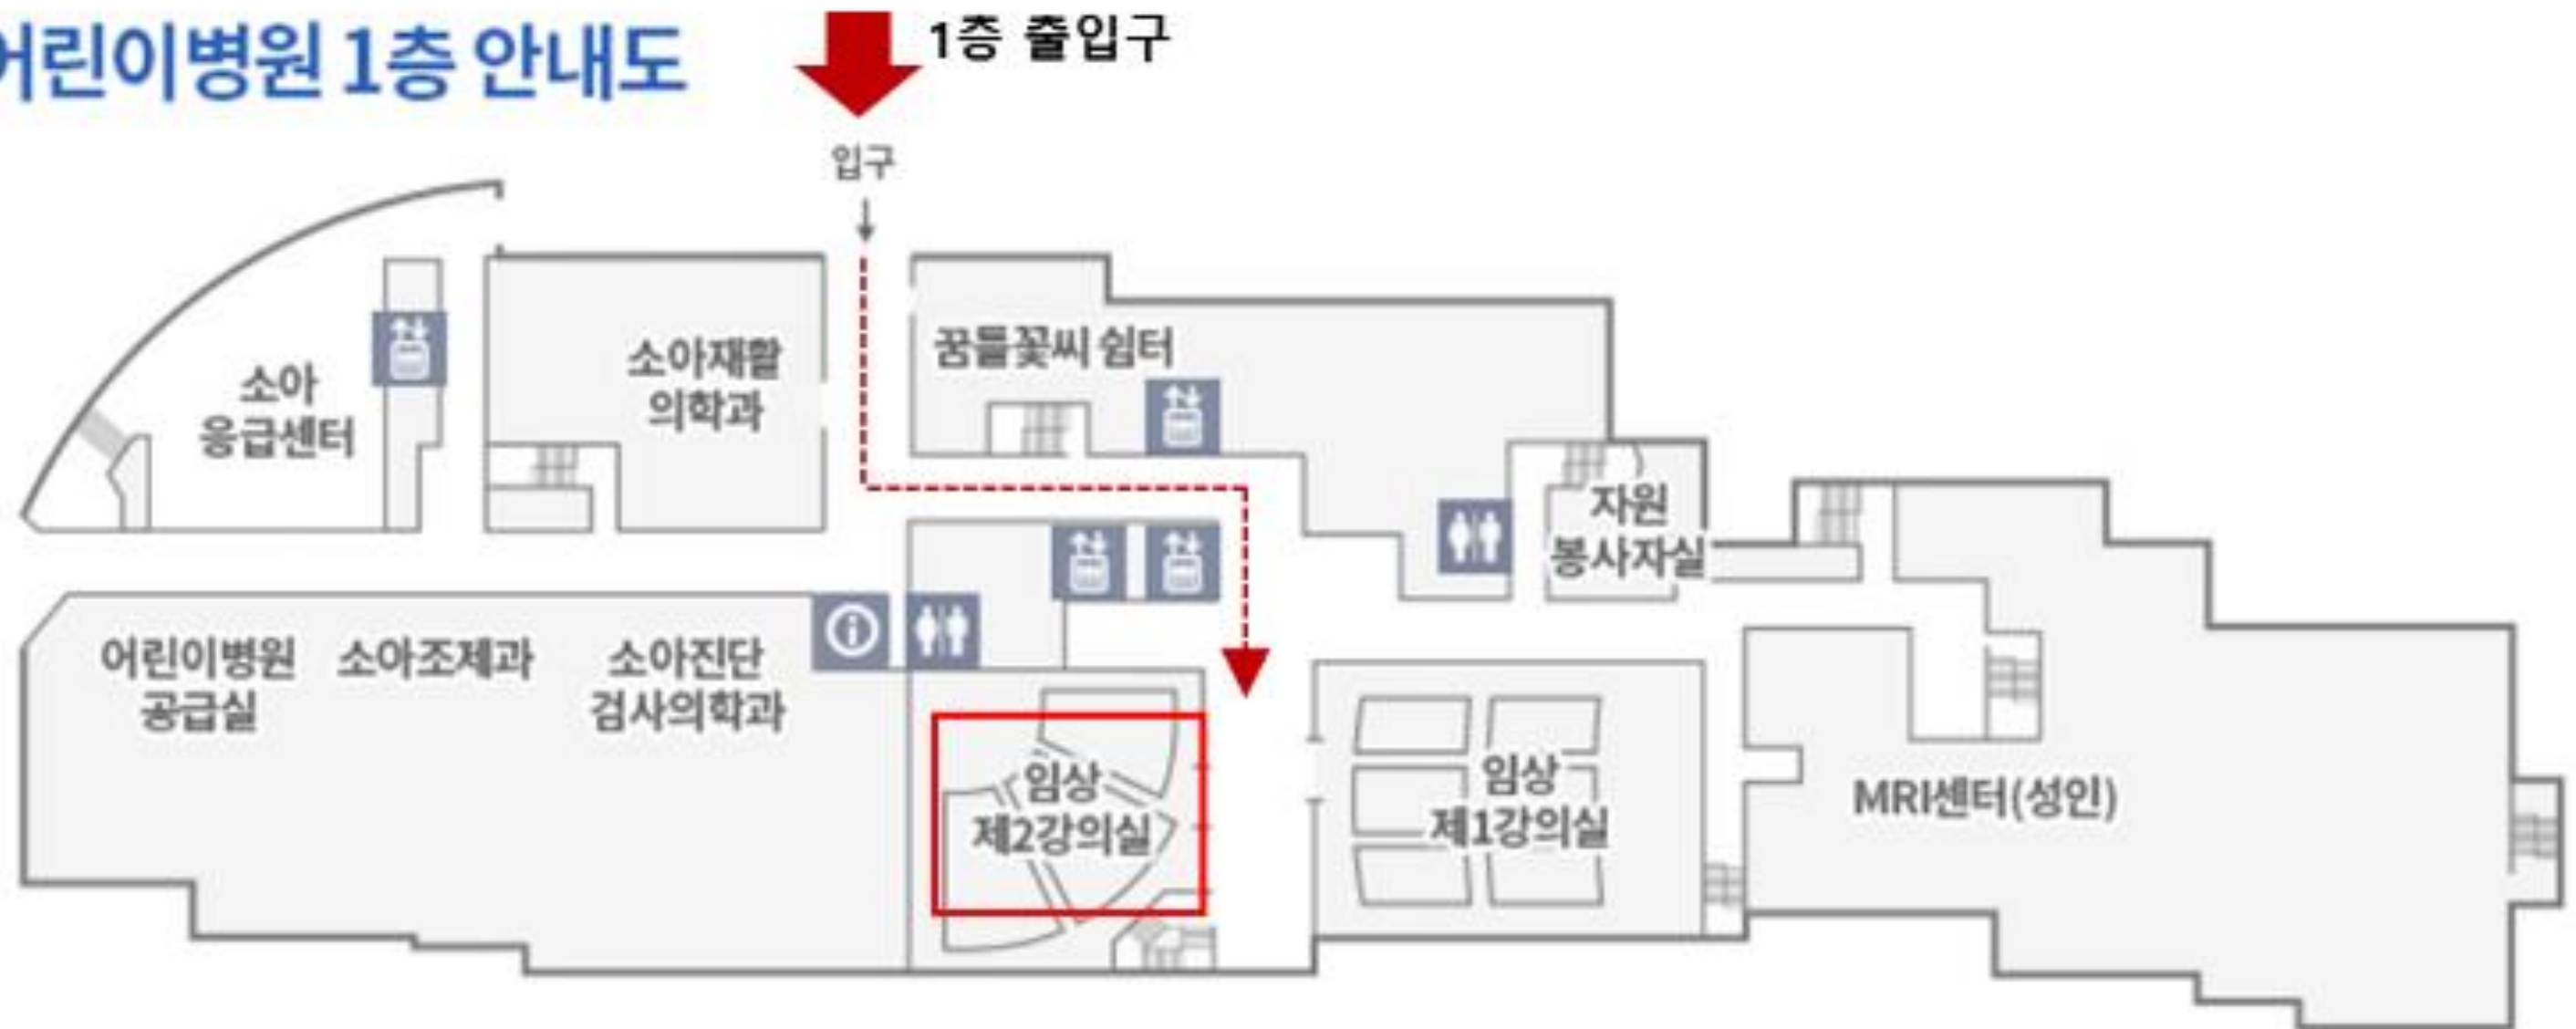 어린이병원 1층 안내도
1층 출입구
입구
소아
응급센터
소아재활
의학과
꿈틀꽃씨 쉼터
자원
봉사자실
어린이병원
공급실
소아조제과
소아진단
검사의학과
임상
제2강의실
임상
제1강의실
MRI센터(성인)